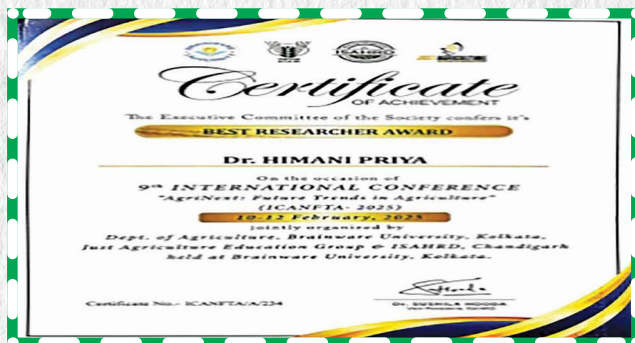 Certificate
OF ACHIEVEMENT
The Executive Committee of the Society confers it's
BEST RESEARCHER AWARD
Dr. HIMANI PRIYA
On the occasion of
9th INTERNATIONAL CONFERENCE
"AgriNext: Future Trends in Agriculture"
(ICANFTA- 2025)
10-12 February, 2025
jointly organised by
Dept. of Agriculture, Brainware University, Kolkata,
Just Agriculture Education Group & ISAHRD, Chandigarh
held at Brainware University, Kolkata.
Certificate No.- ICANFTA/A/234
Dr. SUSHILA HOODA